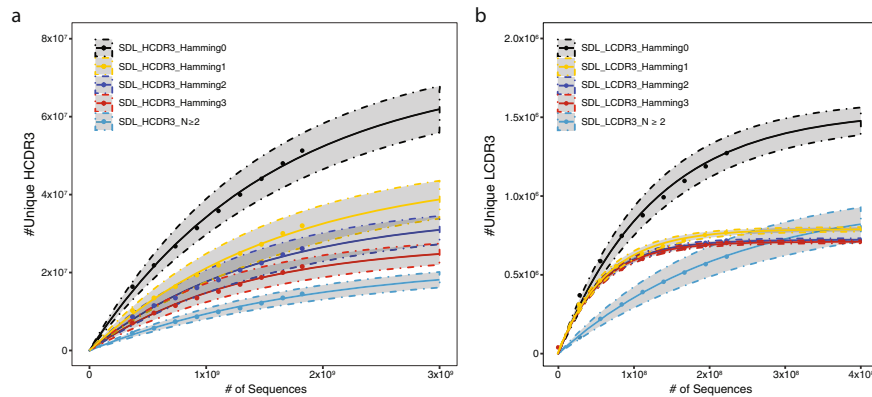 a
8x10⁷
6x10⁷
4x10⁷
2x10⁷
0
#Unique HCDR3
SDL_HCDR3_Hamming0
SDL_HCDR3_Hamming1
SDL_HCDR3_Hamming2
SDL_HCDR3_Hamming3
SDL_HCDR3_N≥2
0
1x10⁹
2x10⁹
3x10⁹
# of Sequences
b
2.0x10⁶
1.5x10⁶
1.0x10⁶
0.5x10⁶
0
#Unique LCDR3
SDL_LCDR3_Hamming0
SDL_LCDR3_Hamming1
SDL_LCDR3_Hamming2
SDL_LCDR3_Hamming3
SDL_LCDR3_N ≥ 2
0
1x10⁸
2x10⁸
3x10⁸
4x10⁸
# of Sequences